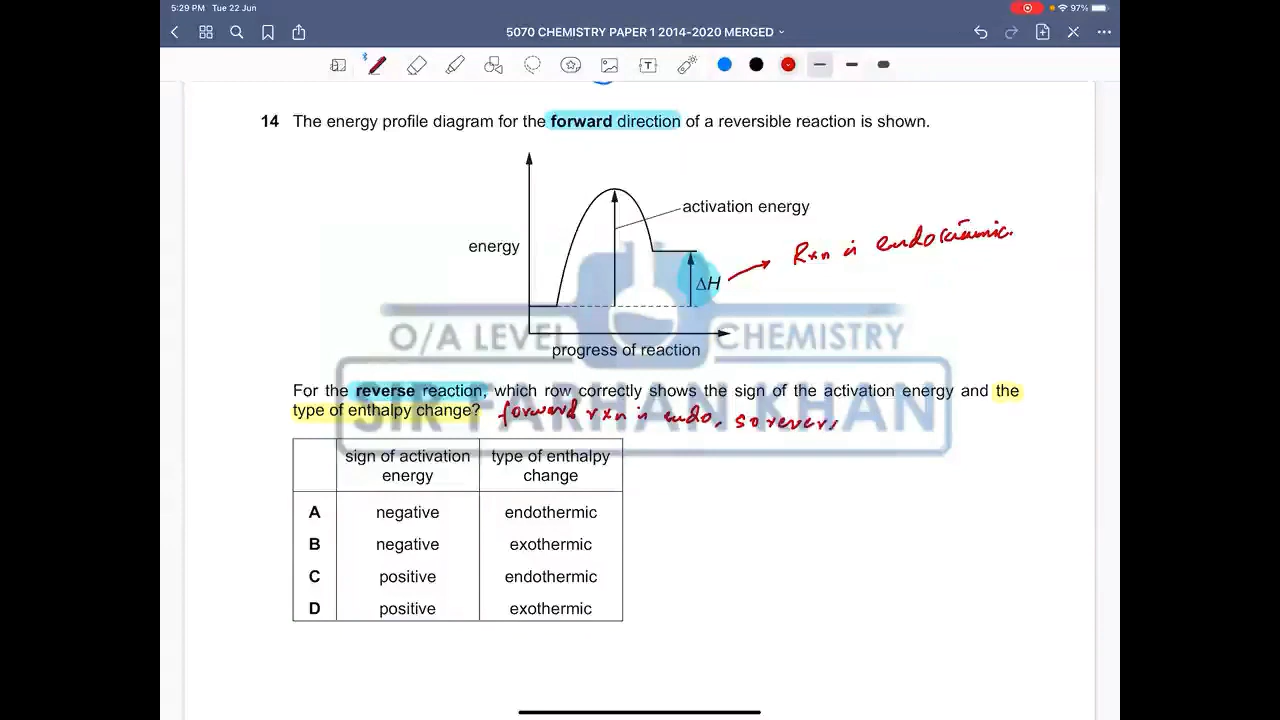 5:29 PM Tue 22 Jun
97%
5070 CHEMISTRY PAPER 1 2014-2020 MERGED
14 The energy profile diagram for the forward direction of a reversible reaction is shown.
activation energy
energy
Rxn is endothermic.
ΔH
O/A LEVEL CHEMISTRY
progress of reaction
For the reverse reaction, which row correctly shows the sign of the activation energy and the
type of enthalpy change? forward rxn is endo, so revers
SIR FARHAN KHAN
sign of activation energy type of enthalpy change
A negative endothermic
B negative exothermic
C positive endothermic
D positive exothermic